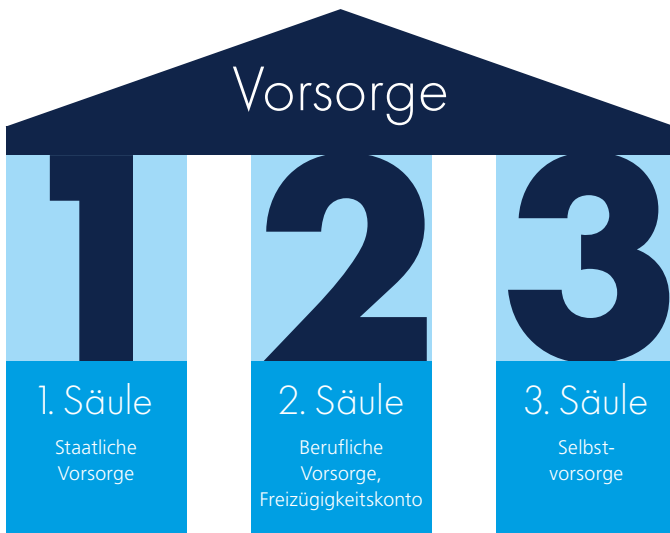 Vorsorge
1
2
3
1. Säule
Staatliche
Vorsorge
2. Säule
Berufliche
Vorsorge,
Freizügigkeitskonto
3. Säule
Selbst-
vorsorge